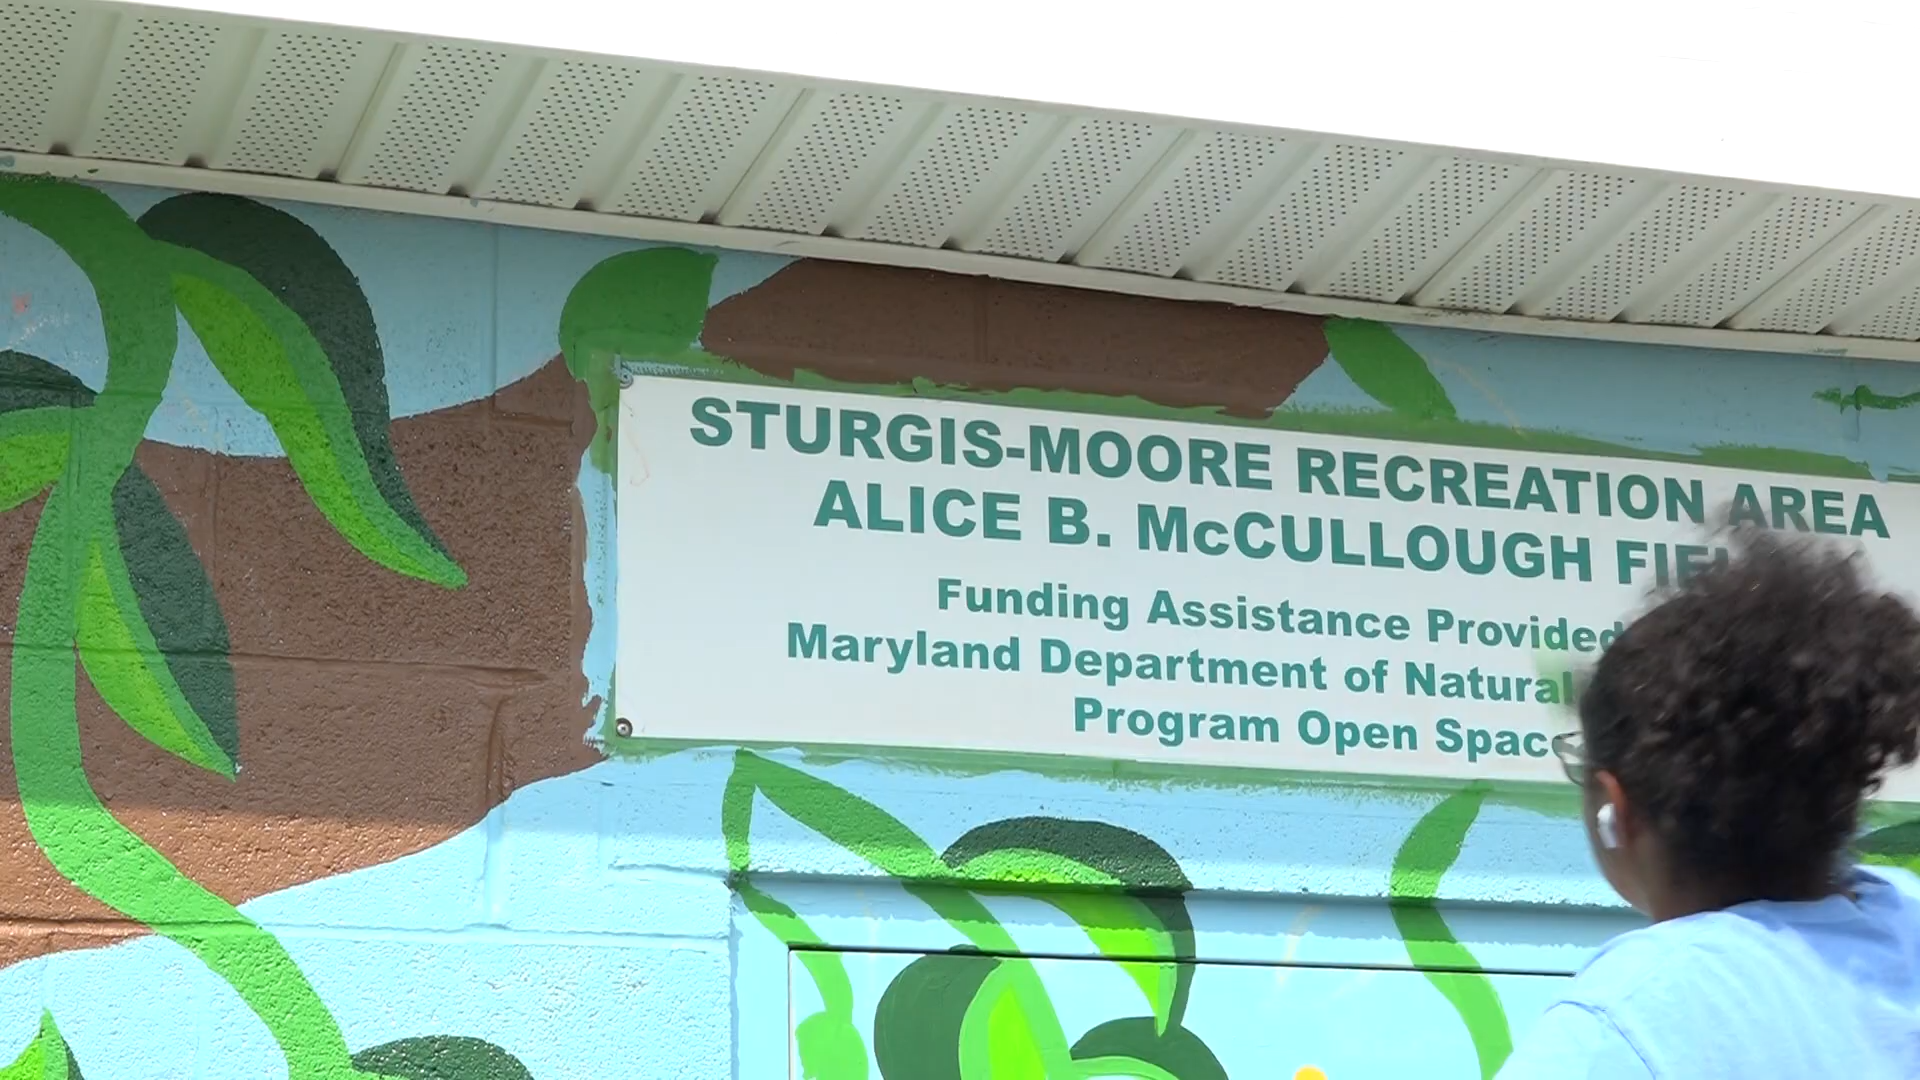 STURGIS-MOORE RECREATION AREA
ALICE B. McCULLOUGH
Funding Assistance Provided
Maryland Department of Natural
Program Open